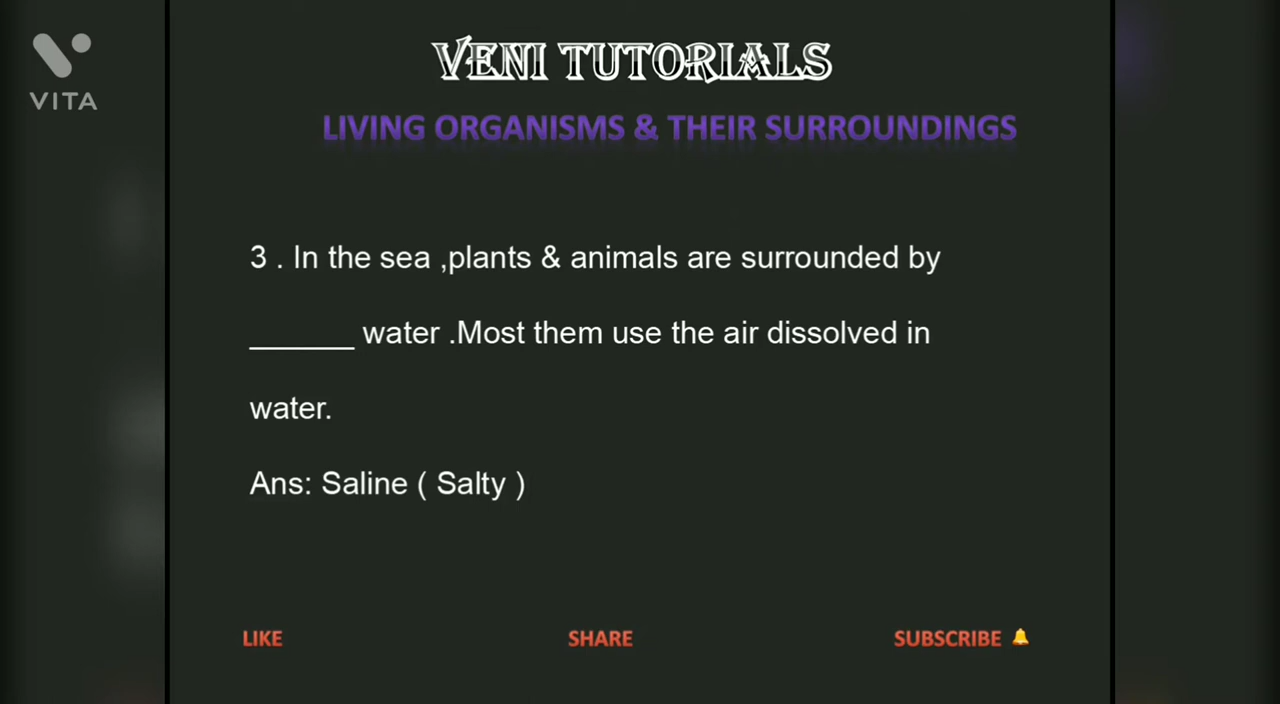 VITA
VENI TUTORIALS
LIVING ORGANISMS & THEIR SURROUNDINGS
3 . In the sea ,plants & animals are surrounded by
______ water .Most them use the air dissolved in
water.
Ans: Saline ( Salty )
LIKE SHARE SUBSCRIBE 🔔